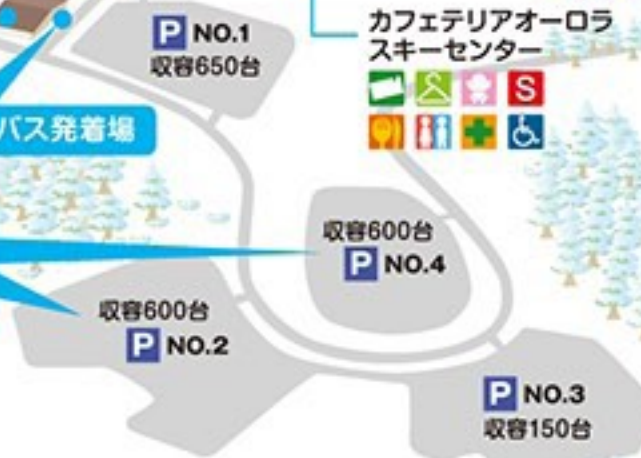 カフェテリアオーロラ
スキーセンター
S
P NO.1
収容650台
バス発着場
収容600台
P NO.4
収容600台
P NO.2
P NO.3
収容150台